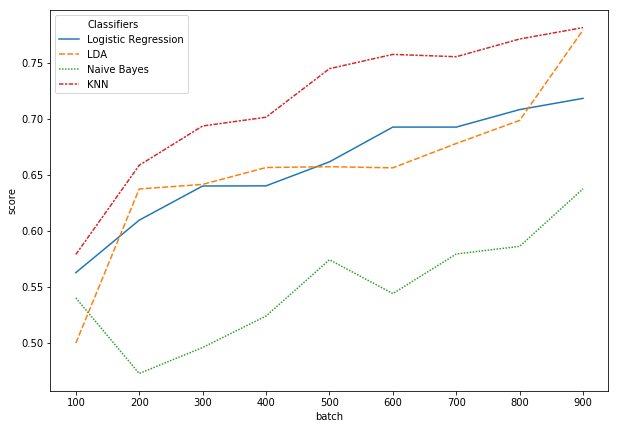 Classifiers
Logistic Regression
LDA
Naive Bayes
KNN
0.75
0.70
0.65
0.60
0.55
0.50
score
100 200 300 400 500 600 700 800 900
batch